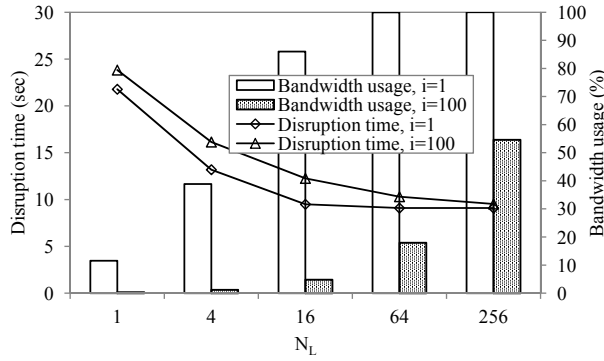 30
25
20
15
10
5
0
Disruption time (sec)
100
90
80
70
60
50
40
30
20
10
0
Bandwidth usage (%)
Bandwidth usage, i=1
Bandwidth usage, i=100
Disruption time, i=1
Disruption time, i=100
1 4 16 64 256
N_L